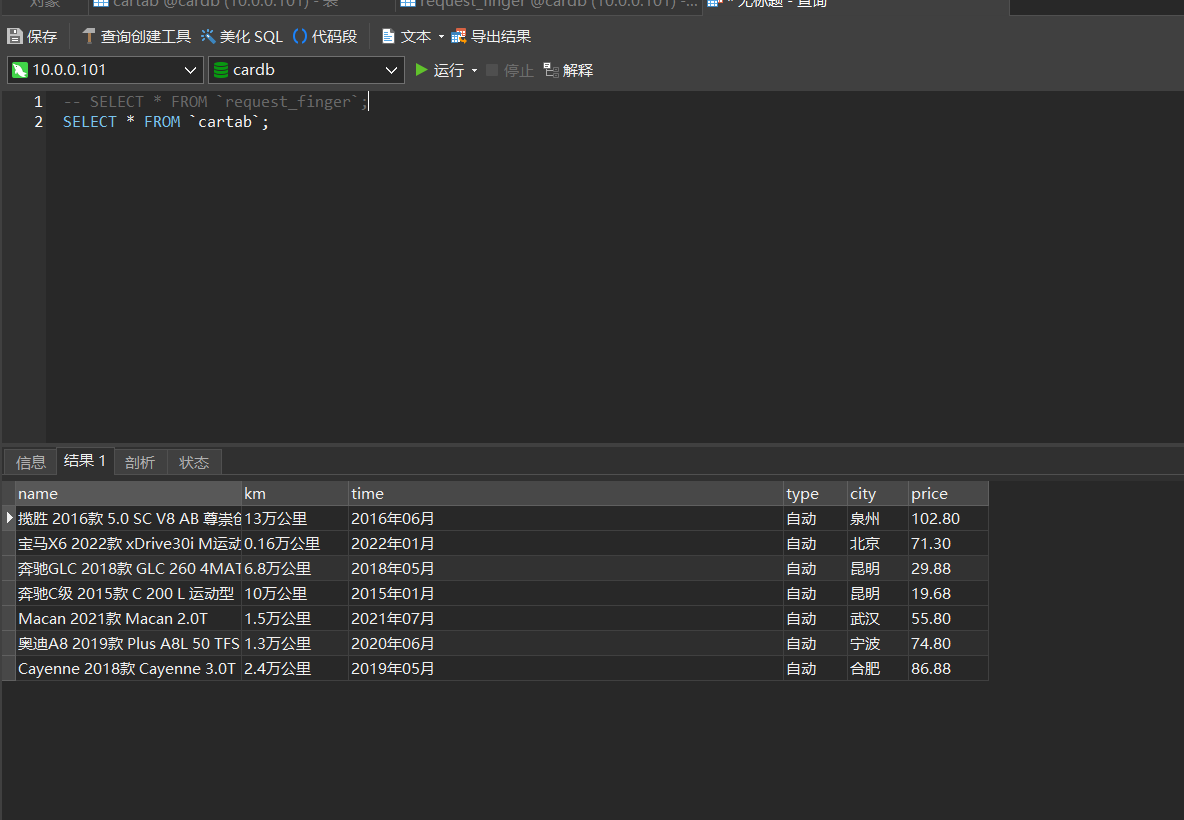 对象 cartab @cardb (10.0.0.101) - 表 request_finger @cardb (10.0.0.101) -... * 无标题 - 查询
保存 查询创建工具 美化 SQL () 代码段 文本 导出结果
10.0.0.101 cardb 运行 停止 解释
1 -- SELECT * FROM `request_finger`;
2 SELECT * FROM `cartab`;
信息 结果 1 剖析 状态
name km time type city price
揽胜 2016款 5.0 SC V8 AB 尊崇创 13万公里 2016年06月 自动 泉州 102.80
宝马X6 2022款 xDrive30i M运动 0.16万公里 2022年01月 自动 北京 71.30
奔驰GLC 2018款 GLC 260 4MAT 6.8万公里 2018年05月 自动 昆明 29.88
奔驰C级 2015款 C 200 L 运动型 10万公里 2015年01月 自动 昆明 19.68
Macan 2021款 Macan 2.0T 1.5万公里 2021年07月 自动 武汉 55.80
奥迪A8 2019款 Plus A8L 50 TFS 1.3万公里 2020年06月 自动 宁波 74.80
Cayenne 2018款 Cayenne 3.0T 2.4万公里 2019年05月 自动 合肥 86.88